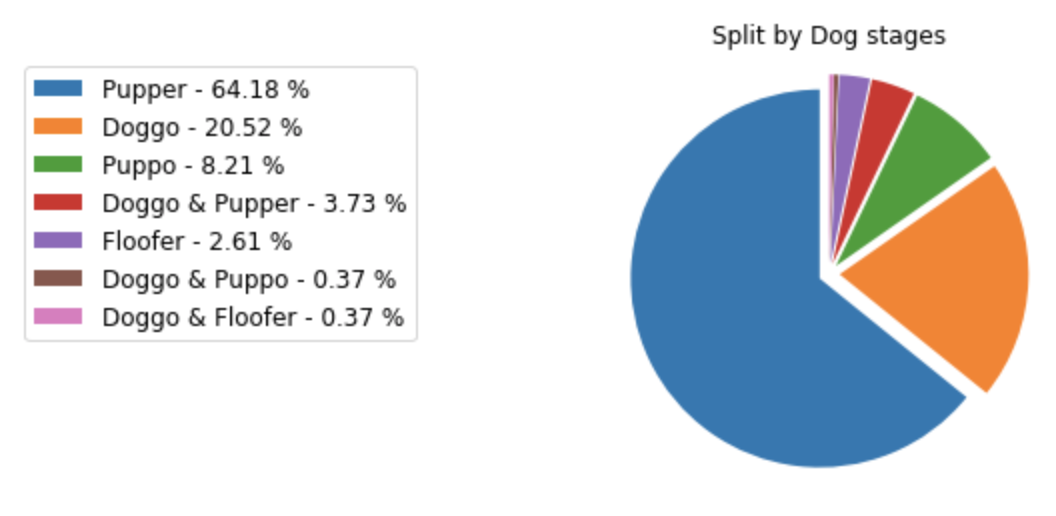 Split by Dog stages
Pupper - 64.18 %
Doggo - 20.52 %
Puppo - 8.21 %
Doggo & Pupper - 3.73 %
Floofer - 2.61 %
Doggo & Puppo - 0.37 %
Doggo & Floofer - 0.37 %